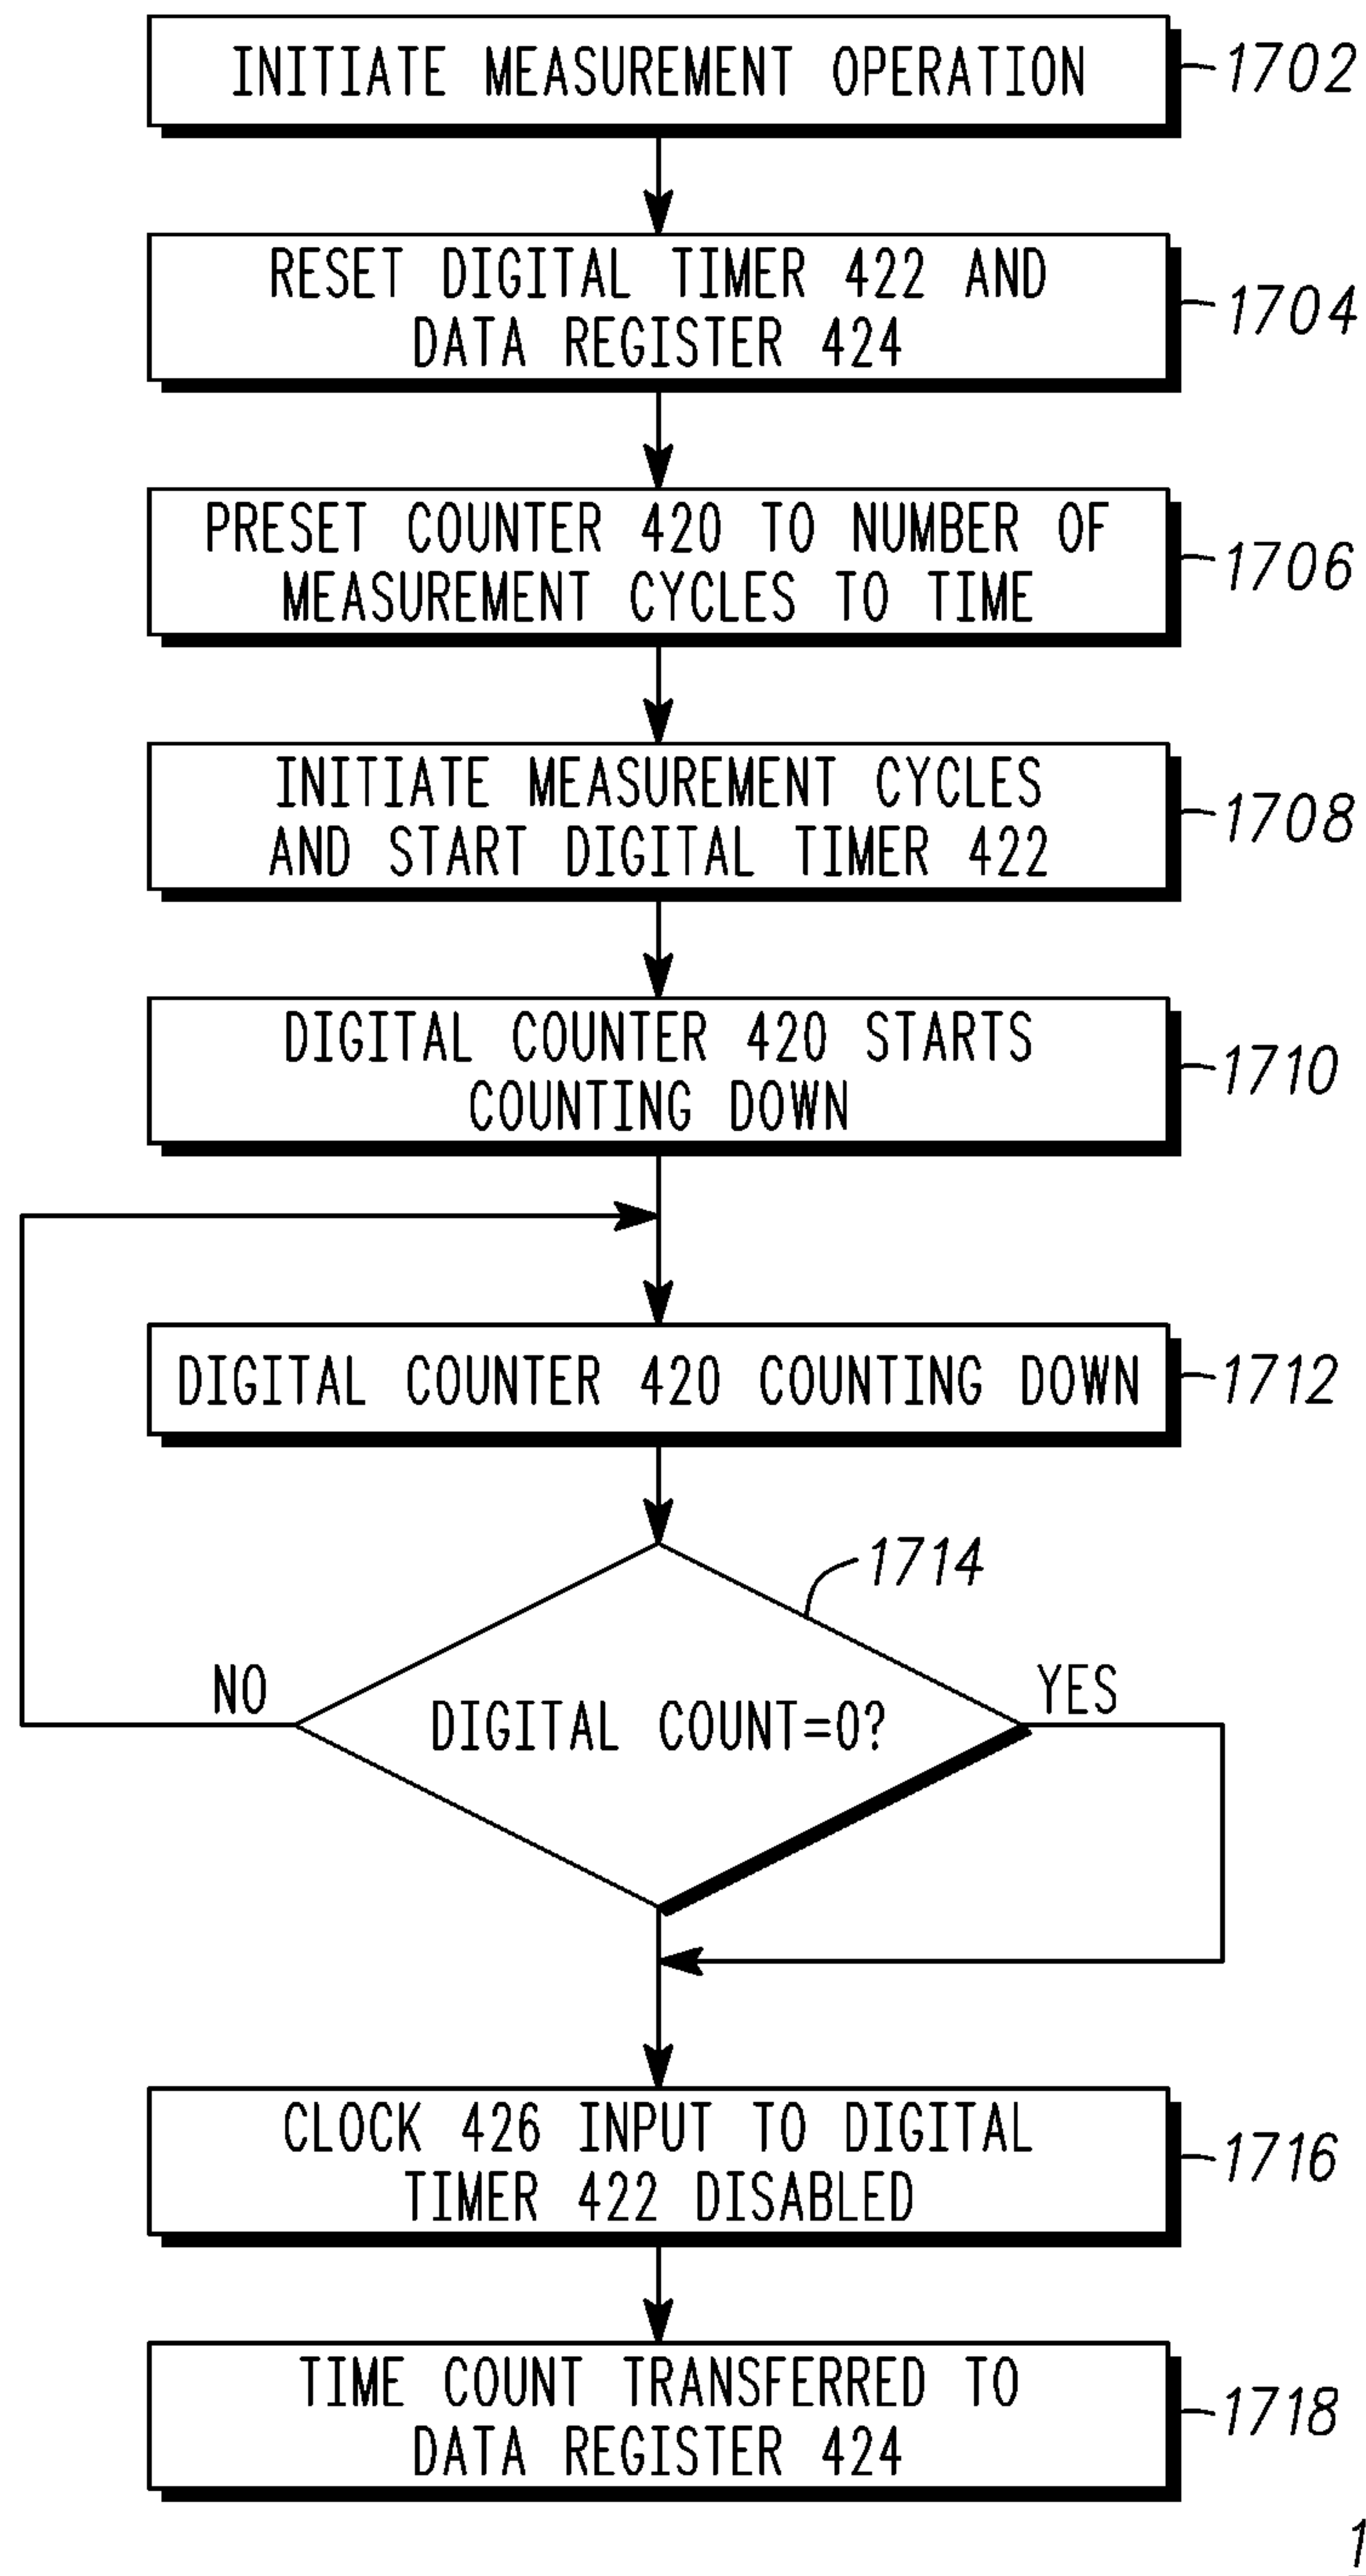 INITIATE MEASUREMENT OPERATION
1702
RESET DIGITAL TIMER 422 AND
DATA REGISTER 424
1704
PRESET COUNTER 420 TO NUMBER OF
MEASUREMENT CYCLES TO TIME
1706
INITIATE MEASUREMENT CYCLES
AND START DIGITAL TIMER 422
1708
DIGITAL COUNTER 420 STARTS
COUNTING DOWN
1710
DIGITAL COUNTER 420 COUNTING DOWN
1712
1714
NO
YES
DIGITAL COUNT=0?
CLOCK 426 INPUT TO DIGITAL
TIMER 422 DISABLED
1716
TIME COUNT TRANSFERRED TO
DATA REGISTER 424
1718
1